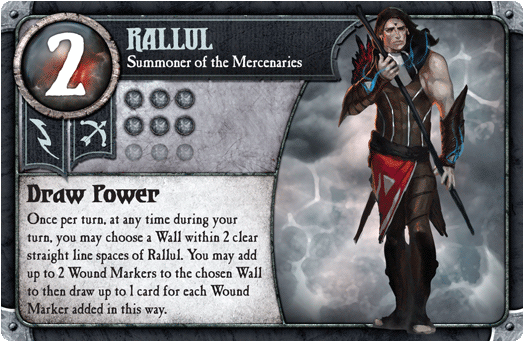 2
RALLUL
Summoner of the Mercenaries
Draw Power
Once per turn, at any time during your
turn, you may choose a Wall within 2 clear
straight line spaces of Rallul. You may add
up to 2 Wound Markers to the chosen Wall
to then draw up to 1 card for each Wound
Marker added in this way.